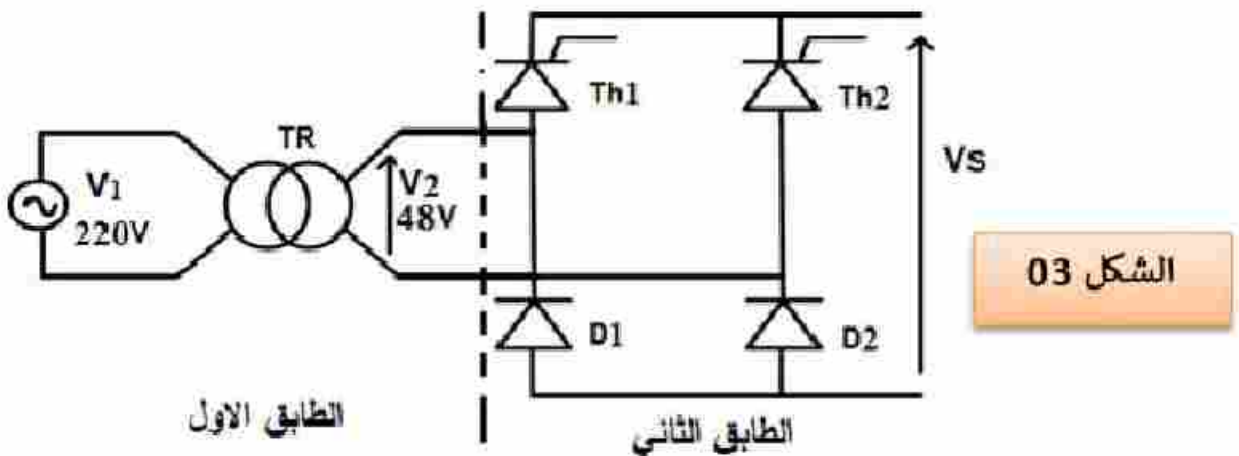 Th1
Th2
TR
V1
220V
V2
48V
VS
الشكل 03
D1
D2
الطابق الاول
الطابق الثاني